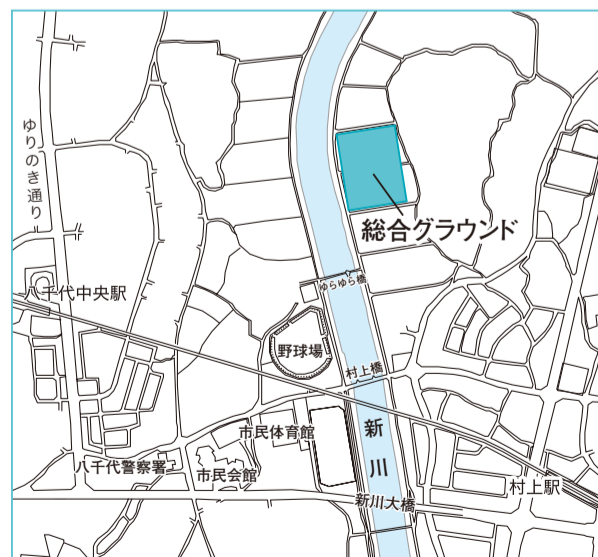 ゆりのき通り
総合グラウンド
ゆらゆら橋
八千代中央駅
野球場
村上橋
新川
市民体育館
八千代警察署
市民会館
村上駅
新川大橋